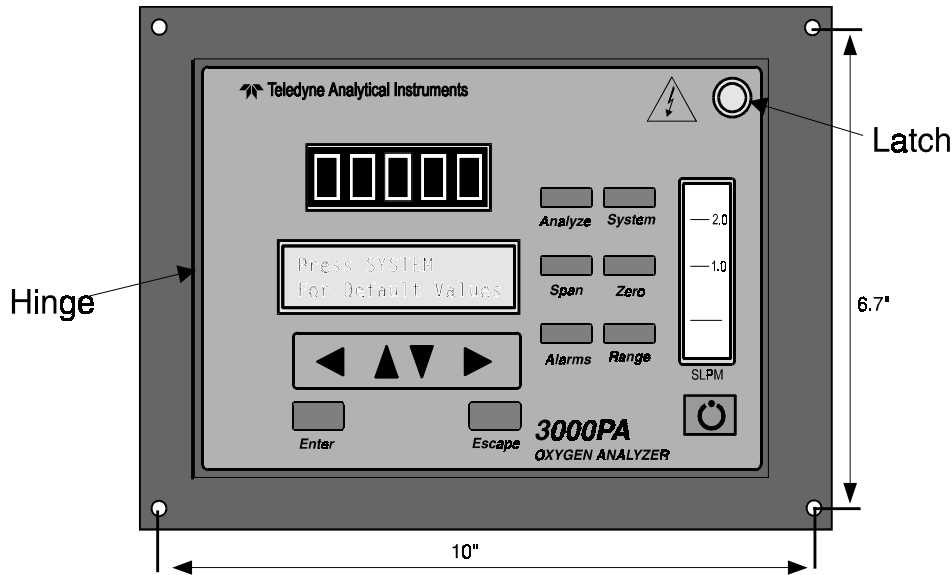 Teledyne Analytical Instruments
Latch
Analyze System
2.0
Press SYSTEM
for Default Values
1.0
Hinge
Span Zero
6.7"
Alarms Range
SLPM
Enter
Escape
3000PA
OXYGEN ANALYZER
10"